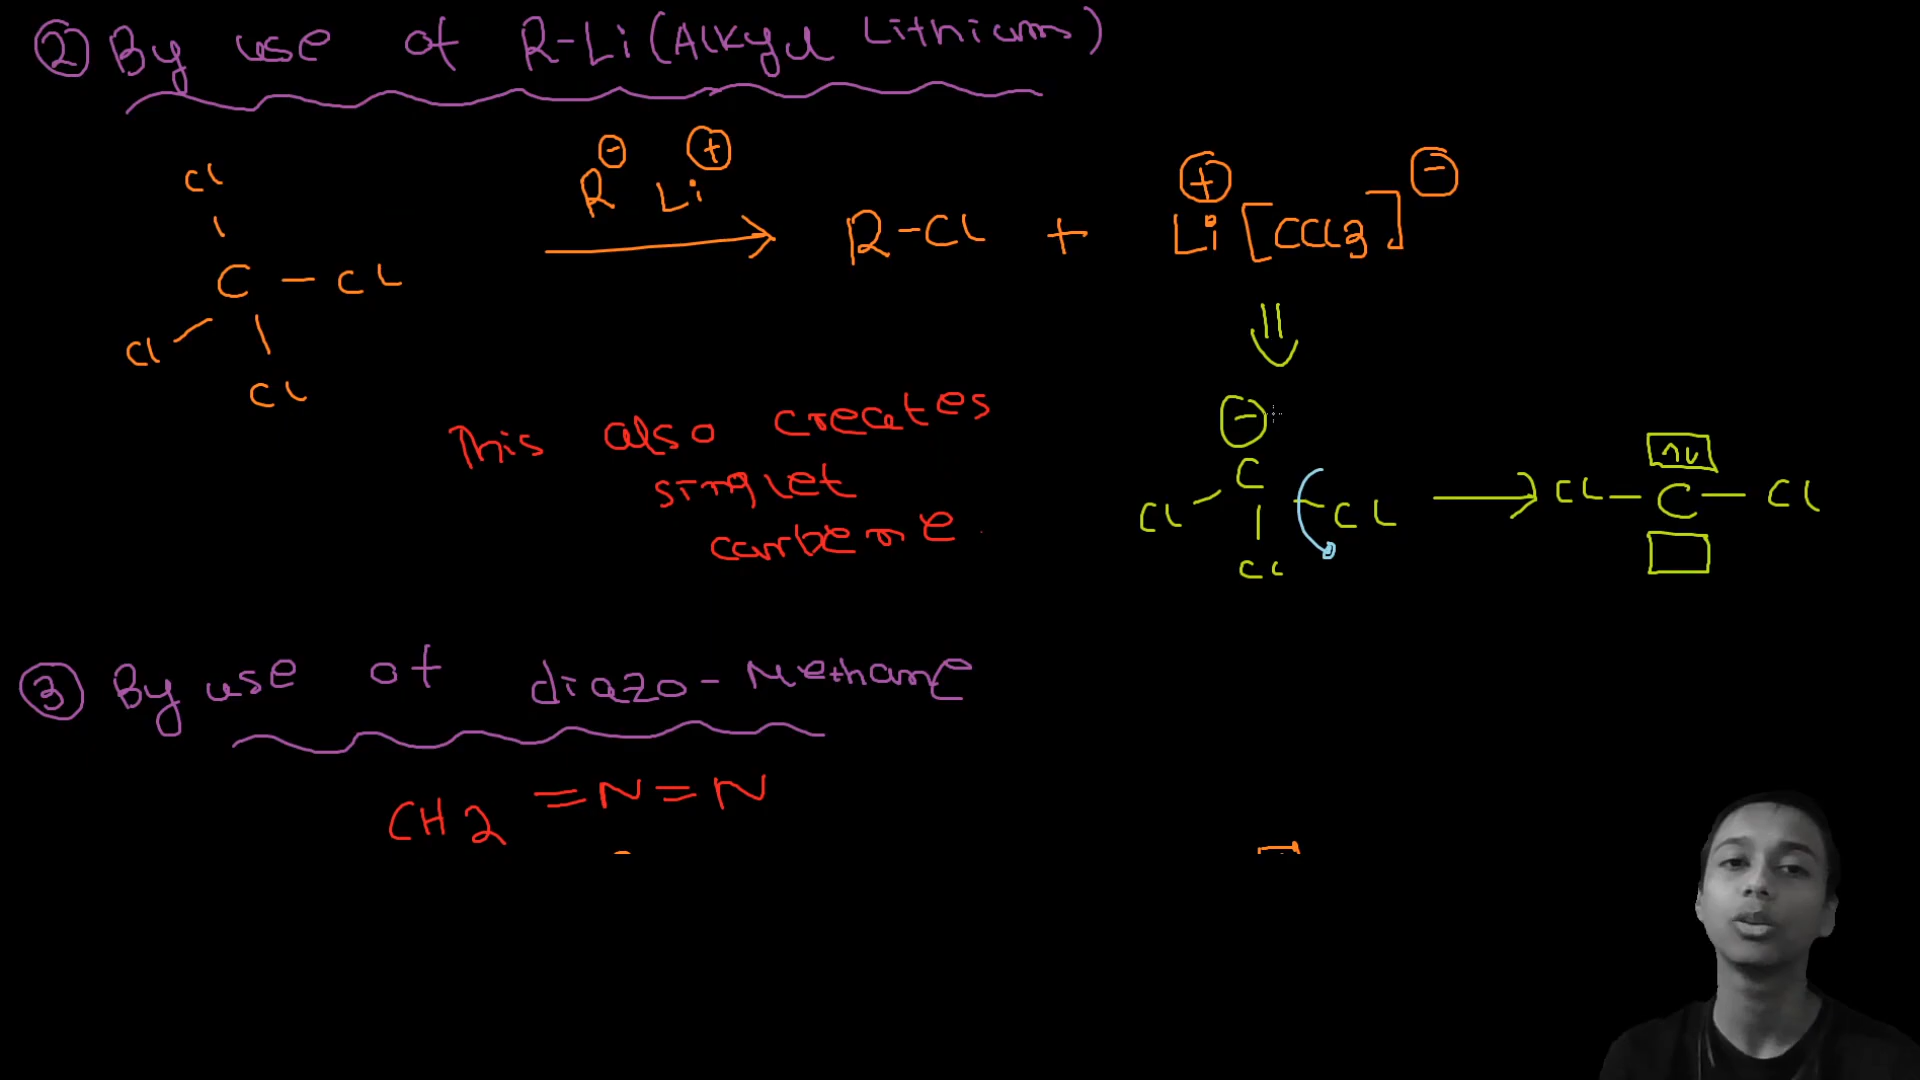 ② By use of R-Li (Alkyl Lithium)
Cl
R⊖ Li⊕
C - CL
R-Cl + Li⊕ [CCl3]⊖
Cl
Cl
This also creates
singlet
carbene.
⊖
C
Cl
CL
Cl
CL - C - CL
③ By use of diazo-Methane
CH2 = N = N